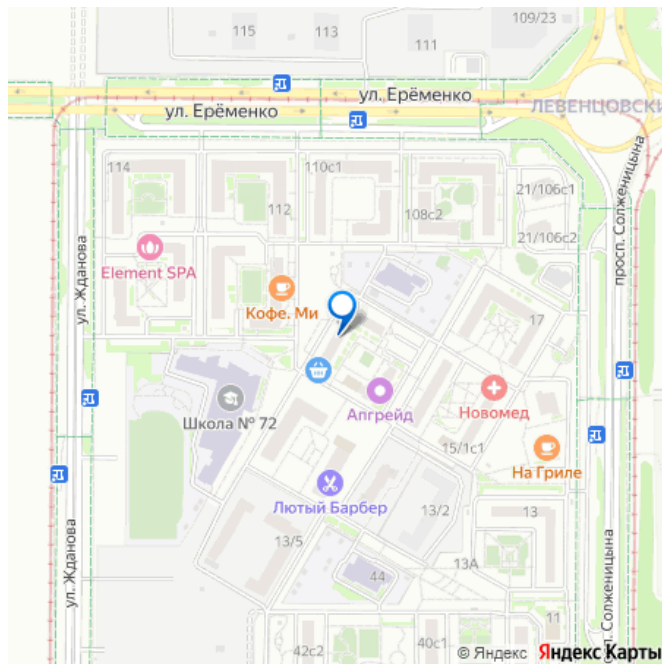 109/23
115
113
111
ул. Ерёменко
ул. Ерёменко
ЛЕВЕНЦОВСКИ
114
110с1
112
108с2
21/106с1
21/106с2
просп. Солженицына
ул. Жданова
Element SPA
Кофе. Ми
17
Школа № 72
Апгрейд
Новомед
15/1с1
На Гриле
Лютый Барбер
13/2
13
13/5
13А
44
ул. Жданова
11
42с2
40с1
сп. Солженицына
© Яндекс Яндекс Карты